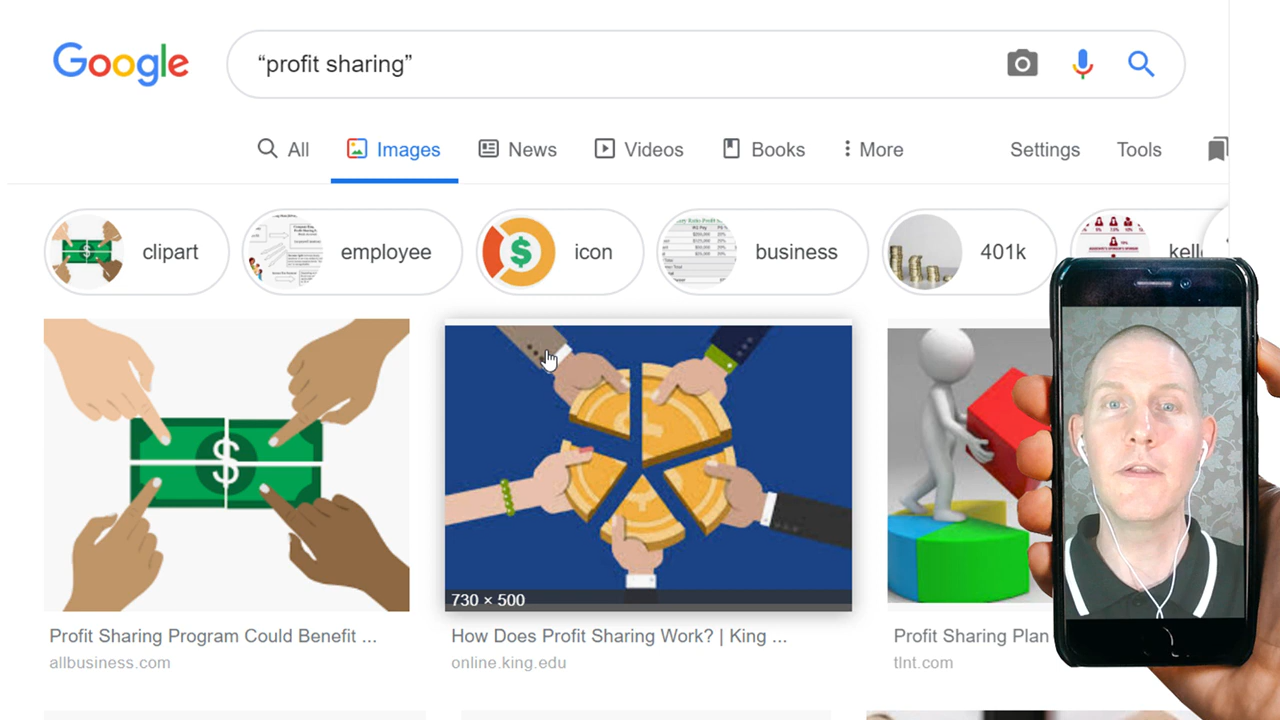 Google
“profit sharing”
All
Images
News
Videos
Books
More
Settings
Tools
clipart
employee
icon
business
401k
$
730 × 500
Profit Sharing Program Could Benefit ...
allbusiness.com
How Does Profit Sharing Work? | King ...
online.king.edu
Profit Sharing Plan
tlnt.com